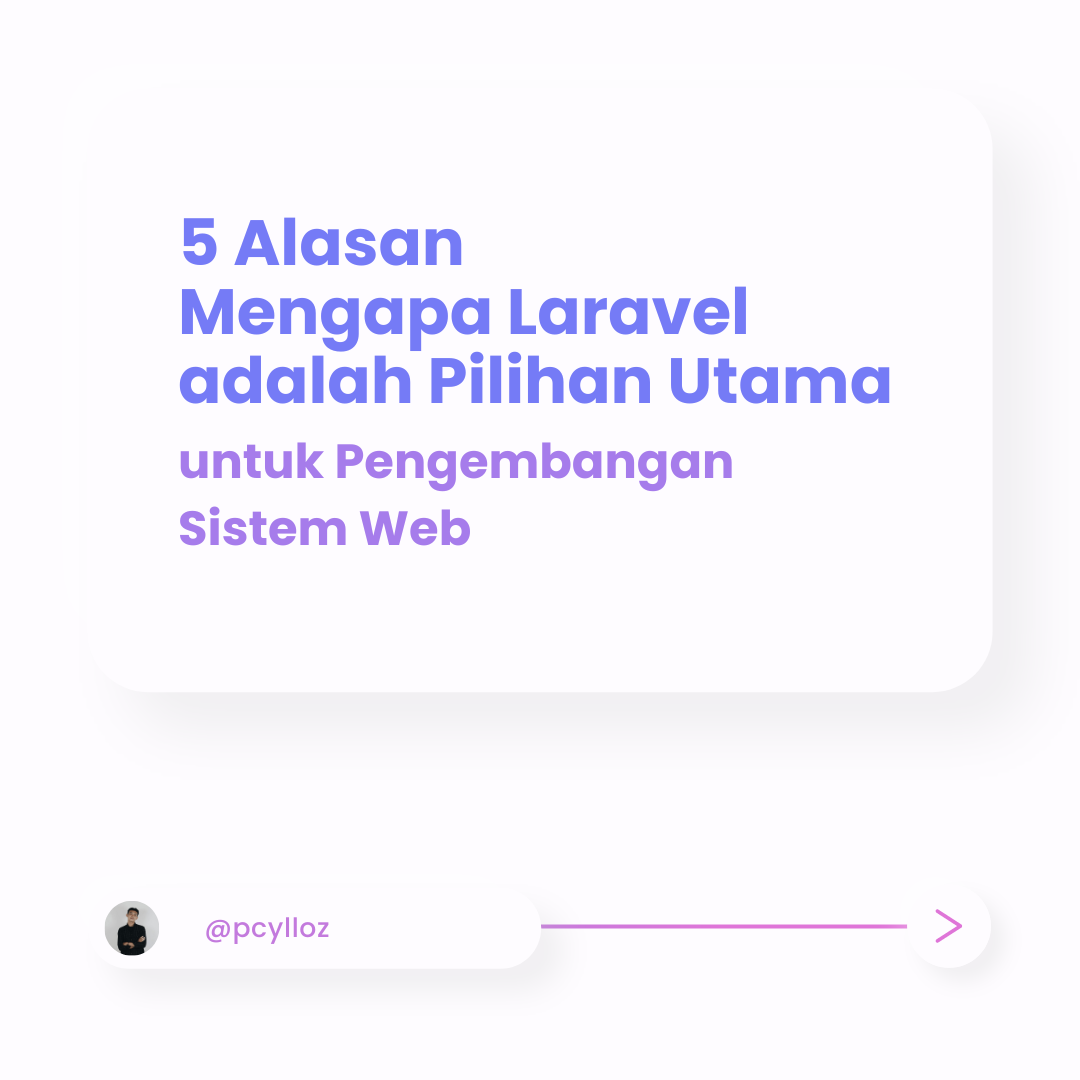 5 Alasan
Mengapa Laravel
adalah Pilihan Utama
untuk Pengembangan
Sistem Web
@pcylloz